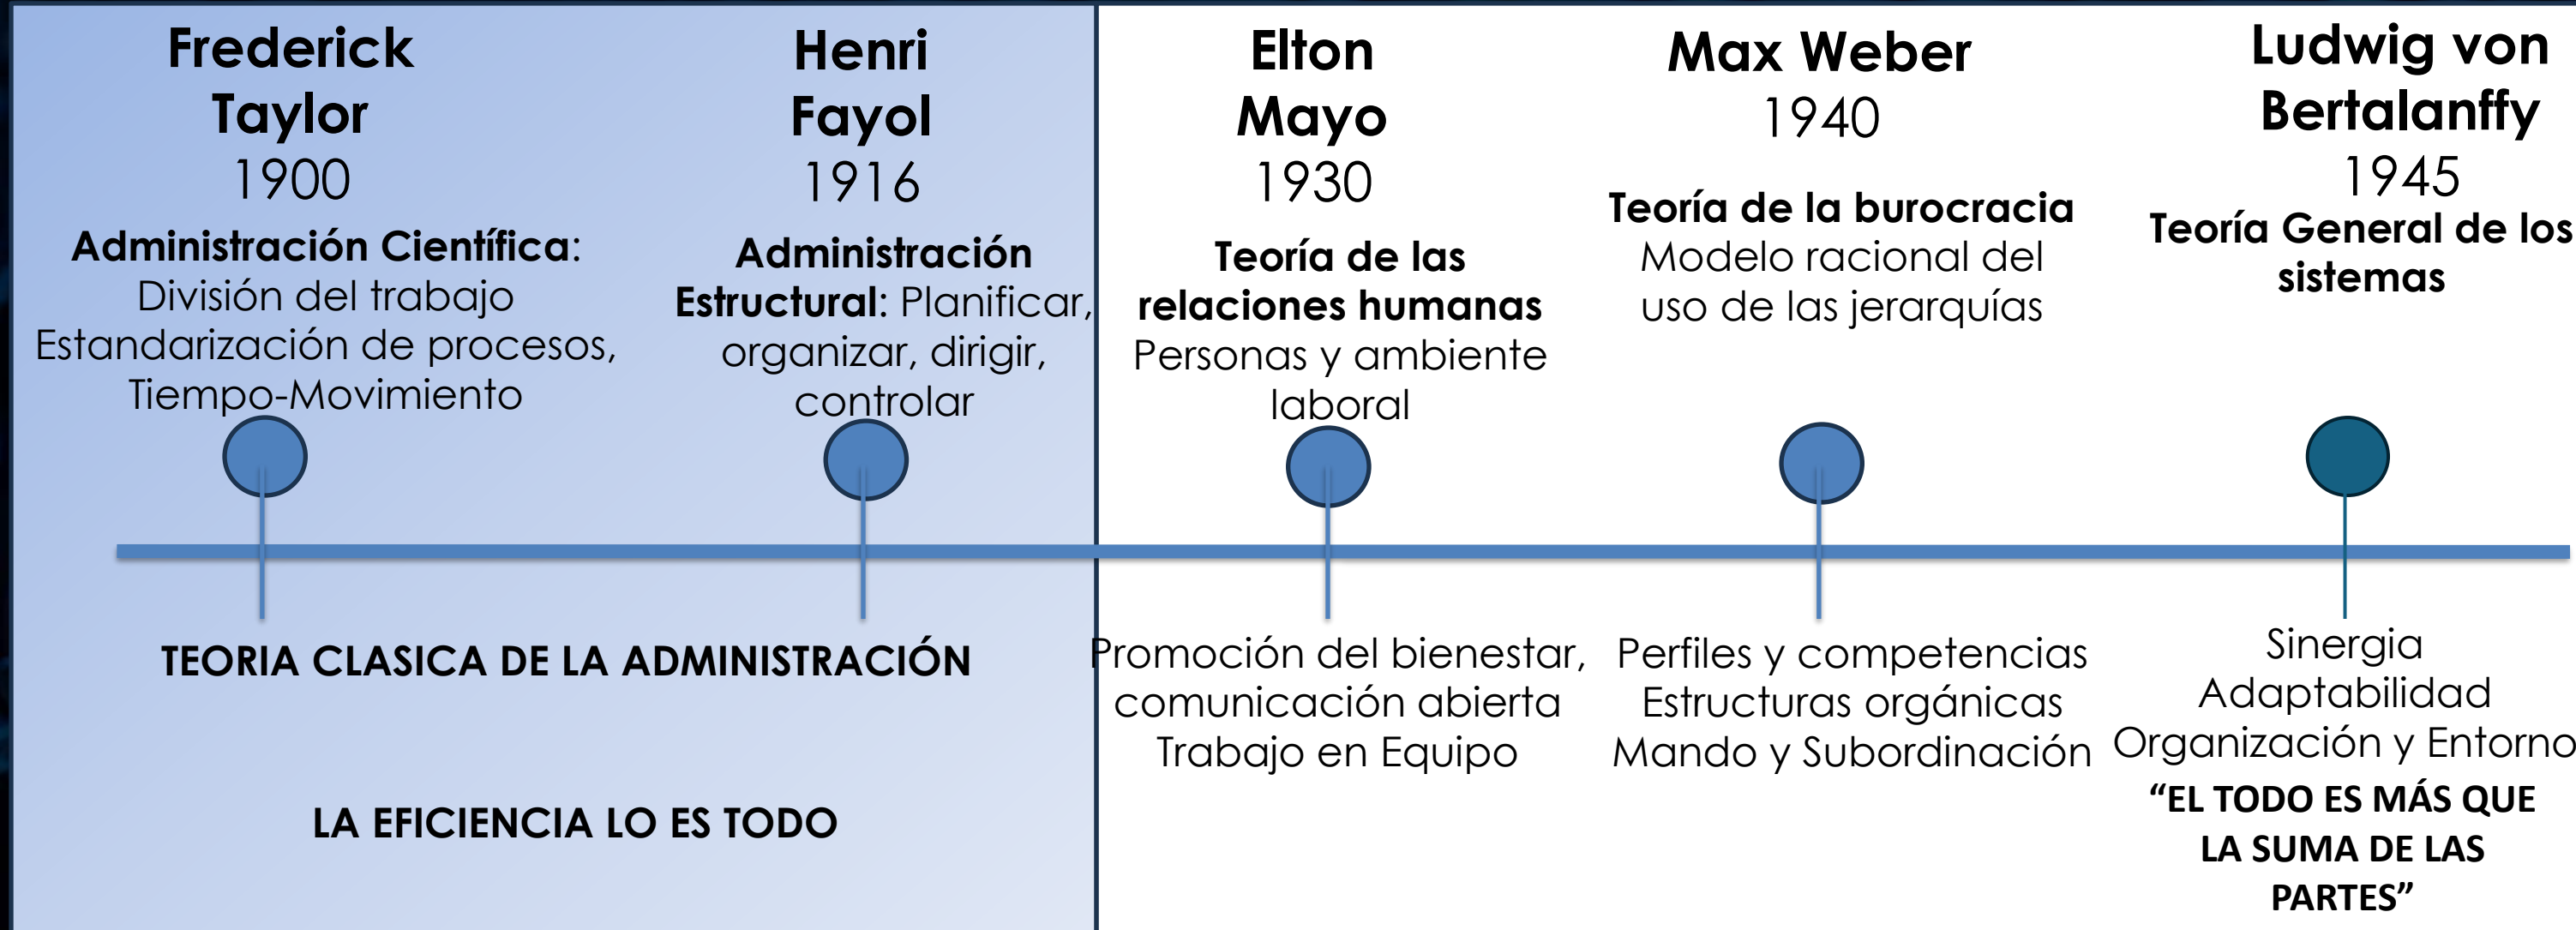 Frederick
Taylor
1900
Administración Científica:
División del trabajo
Estandarización de procesos,
Tiempo-Movimiento
Henri
Fayol
1916
Administración
Estructural: Planificar,
organizar, dirigir,
controlar
TEORIA CLASICA DE LA ADMINISTRACIÓN
LA EFICIENCIA LO ES TODO
Elton
Mayo
1930
Teoría de las
relaciones humanas
Personas y ambiente
laboral
Promoción del bienestar,
comunicación abierta
Trabajo en Equipo
Max Weber
1940
Teoría de la burocracia
Modelo racional del
uso de las jerarquías
Perfiles y competencias
Estructuras orgánicas
Mando y Subordinación
Ludwig von
Bertalanffy
1945
Teoría General de los
sistemas
Sinergia
Adaptabilidad
Organización y Entorno
“EL TODO ES MÁS QUE
LA SUMA DE LAS
PARTES”